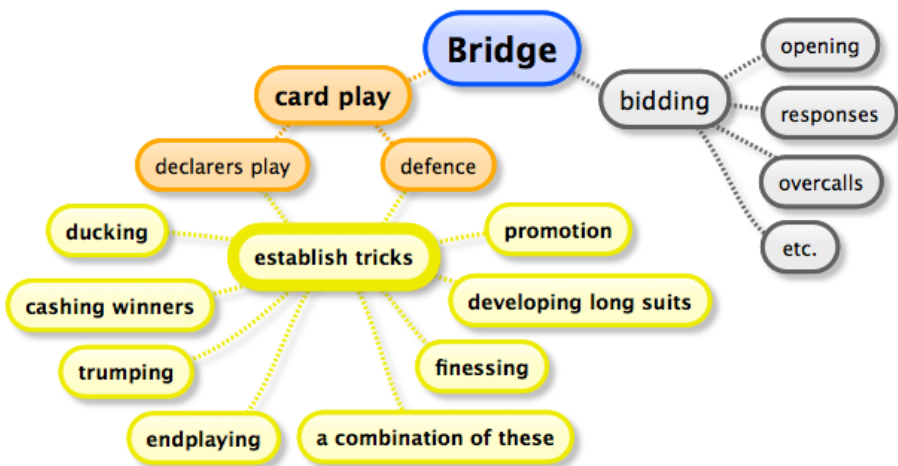 Bridge
card play
bidding
opening
responses
overcalls
etc.
declarers play
defence
establish tricks
ducking
promotion
cashing winners
developing long suits
trumping
finessing
endplaying
a combination of these